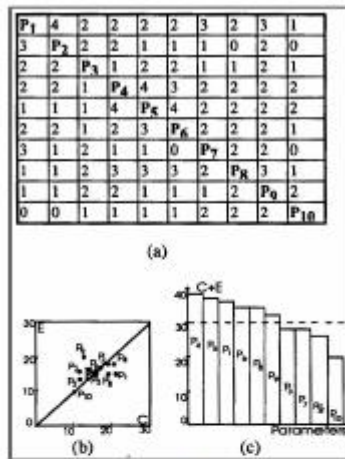 P1 4 2 2 2 2 3 2 3 1
3 P2 2 2 1 1 1 0 2 0
2 2 P3 1 2 2 1 1 2 1
2 2 1 P4 4 3 2 2 2 2
1 1 1 4 P5 4 2 2 2 2
2 2 1 2 3 P6 2 2 2 1
3 1 2 1 1 0 P7 2 2 0
1 1 2 3 3 3 2 P8 3 1
1 1 2 2 1 1 1 2 P9 2
0 0 1 1 1 1 2 2 2 P10
(a)
30 E
20
10
0 10 20 30
C
P10
(b)
40 C+E
30
20
10
0
Parameters
(c)